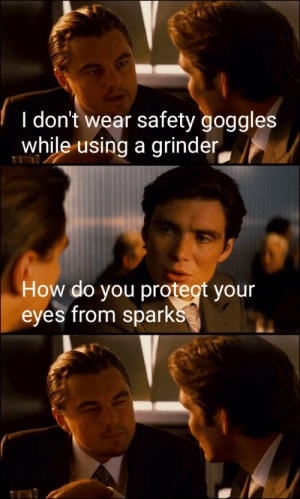 I don't wear safety goggles
while using a grinder
How do you protect your
eyes from sparks